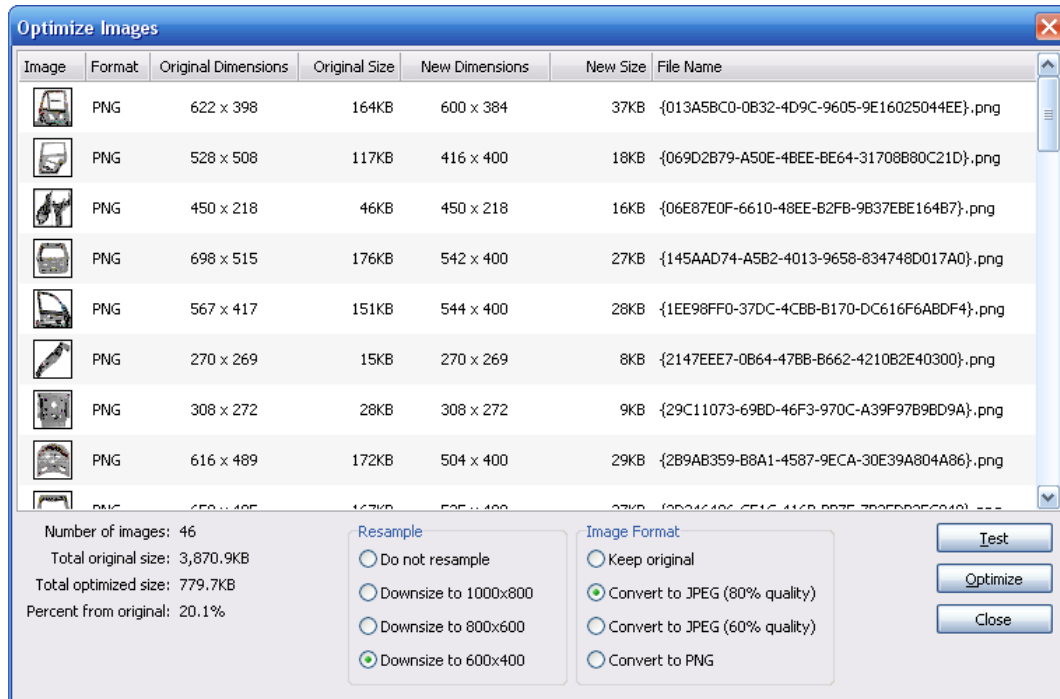 Optimize Images
Image Format Original Dimensions Original Size New Dimensions New Size File Name
PNG 622 x 398 164KB 600 x 384 37KB {013A5BC0-0B32-4D9C-9605-9E16025044EE}.png
PNG 528 x 508 117KB 416 x 400 18KB {069D2B79-A50E-4BEE-BE64-31708B80C21D}.png
PNG 450 x 218 46KB 450 x 218 16KB {06E87E0F-6610-48EE-B2FB-9B37EBE164B7}.png
PNG 698 x 515 176KB 542 x 400 27KB {145AAD74-A5B2-4013-9658-834748D017A0}.png
PNG 567 x 417 151KB 544 x 400 28KB {1EE98FF0-37DC-4CBB-B170-DC616F6ABDF4}.png
PNG 270 x 269 15KB 270 x 269 8KB {2147EEE7-0B64-47BB-B662-4210B2E40300}.png
PNG 308 x 272 28KB 308 x 272 9KB {29C11073-69BD-46F3-970C-A39F97B9BD9A}.png
PNG 616 x 489 172KB 504 x 400 29KB {2B9AB359-B8A1-4587-9ECA-30E39A804A86}.png
Number of images: 46
Total original size: 3,870.9KB
Total optimized size: 779.7KB
Percent from original: 20.1%
Resample
Do not resample
Downsize to 1000x800
Downsize to 800x600
Downsize to 600x400
Image Format
Keep original
Convert to JPEG (80% quality)
Convert to JPEG (60% quality)
Convert to PNG
Test
Optimize
Close